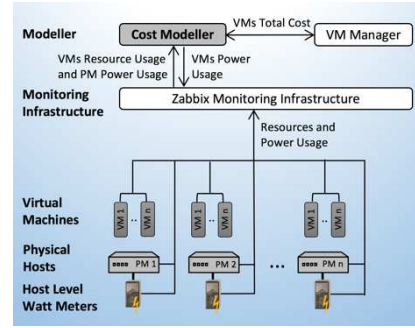 Modeller
Cost Modeller
VMs Total Cost
VM Manager
VMs Resource Usage
and PM Power Usage
VMs Power
Usage
Monitoring
Infrastructure
Zabbix Monitoring Infrastructure
Resources and
Power Usage
Virtual
Machines
VM 1
..
VM n
VM 1
..
VM n
VM 1
..
VM n
Physical
Hosts
PM 1
PM 2
...
PM n
Host Level
Watt Meters